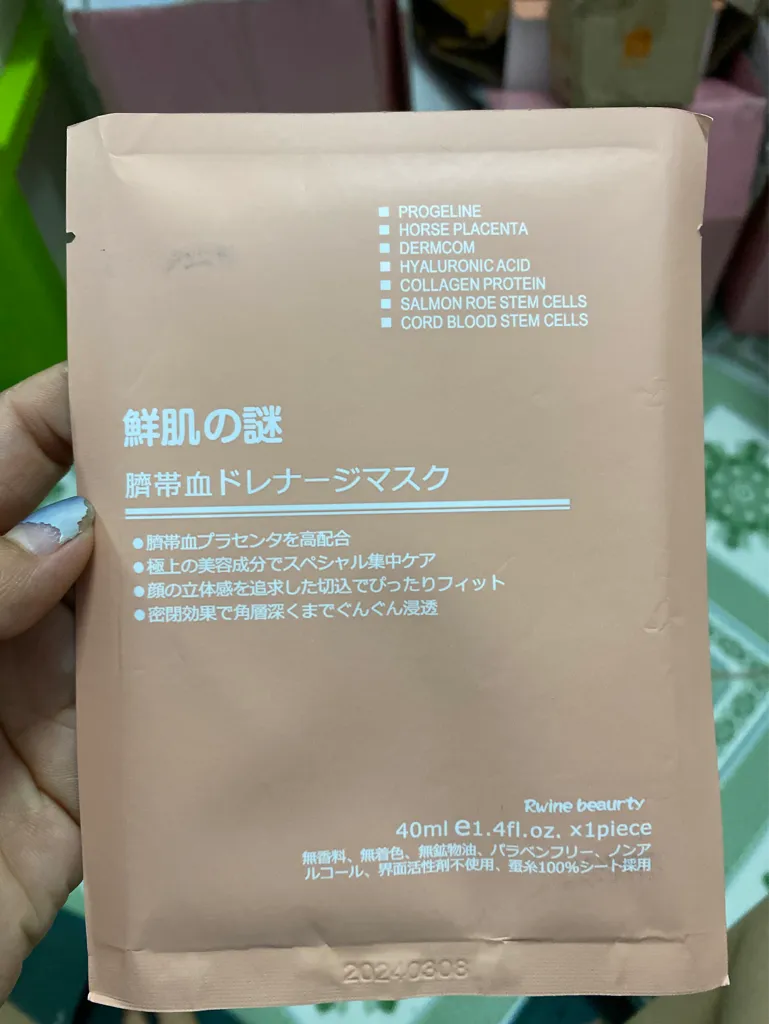 ■ PROGELINE
■ HORSE PLACENTA
■ DERMCOM
■ HYALURONIC ACID
■ COLLAGEN PROTEIN
■ SALMON ROE STEM CELLS
■ CORD BLOOD STEM CELLS
鮮肌の謎
臍帯血ドレナージマスク
●臍帯血プラセンタを高配合
●極上の美容成分でスペシャル集中ケア
●顔の立体感を追求した切込でぴったりフィット
●密閉効果で角層深くまでぐんぐん浸透
Rwine beaurty
40ml e1.4fl.oz. x1piece
無香料、無着色、無鉱物油、パラベンフリー、ノンア
ルコール、界面活性剤不使用、蚕糸100%シート採用
20240308